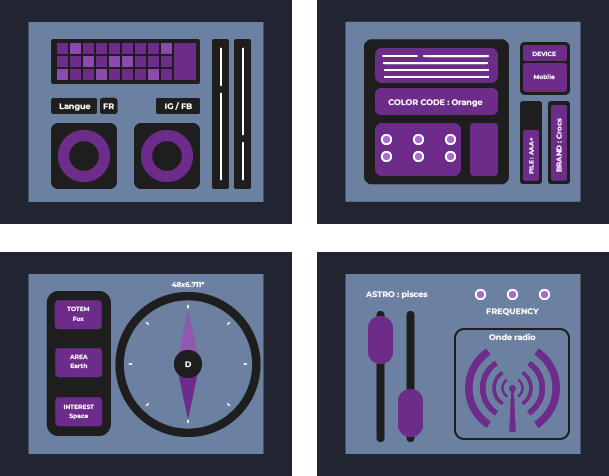 Langue FR
IG / FB
COLOR CODE : Orange
DEVICE
Mobile
PILE : AAA+
BRAND : Crocs
48x6.711°
TOTEM
Fox
AREA
Earth
INTEREST
Space
D
ASTRO : pisces
FREQUENCY
Onde radio